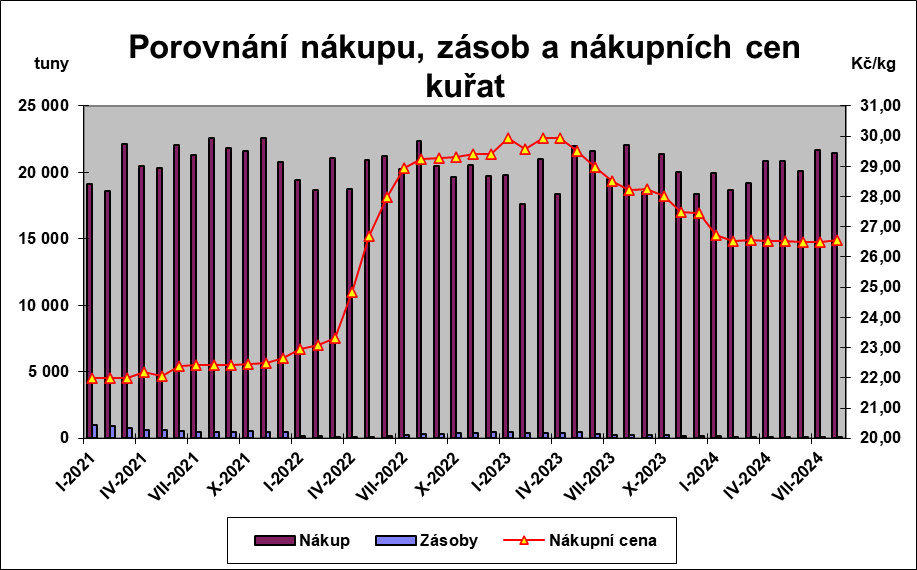 Porovnání nákupu, zásob a nákupních cen
kuřat
tuny
Kč/kg
25 000
20 000
15 000
10 000
5 000
0
31,00
30,00
29,00
28,00
27,00
26,00
25,00
24,00
23,00
22,00
21,00
20,00
I-2021
IV-2021
VII-2021
X-2021
I-2022
IV-2022
VII-2022
X-2022
I-2023
IV-2023
VII-2023
X-2023
I-2024
IV-2024
VII-2024
Nákup
Zásoby
Nákupní cena